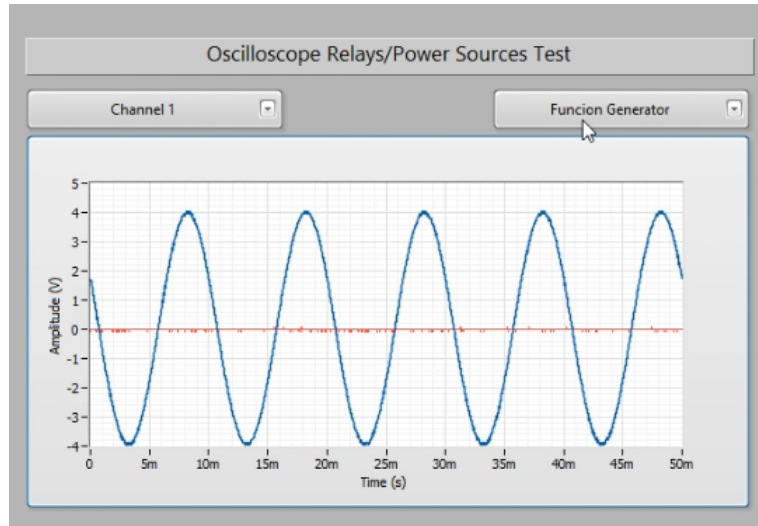 Oscilloscope Relays/Power Sources Test
Channel 1
Funcion Generator
5
4
3
2
1
0
-1
-2
-3
-4
Amplitude (V)
0 5m 10m 15m 20m 25m 30m 35m 40m 45m 50m
Time (s)